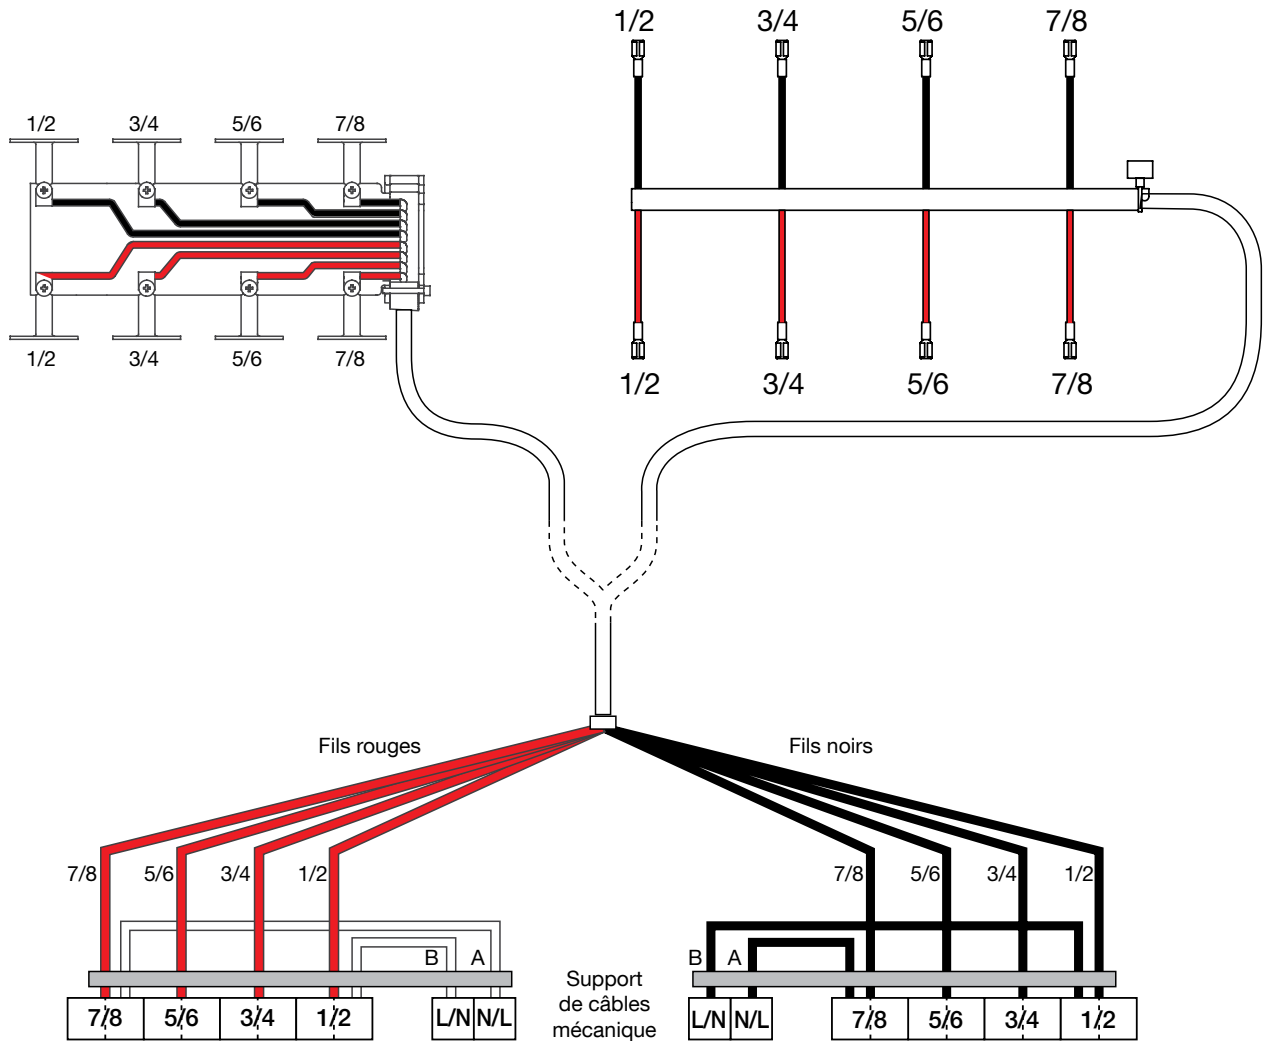 1/2 3/4 5/6 7/8
1/2 3/4 5/6 7/8
1/2 3/4 5/6 7/8
1/2 3/4 5/6 7/8
Fils rouges
Fils noirs
7/8 5/6 3/4 1/2
7/8 5/6 3/4 1/2
B A
B A
Support
de câbles
mécanique
7/8 5/6 3/4 1/2 L/N N/L
L/N N/L 7/8 5/6 3/4 1/2